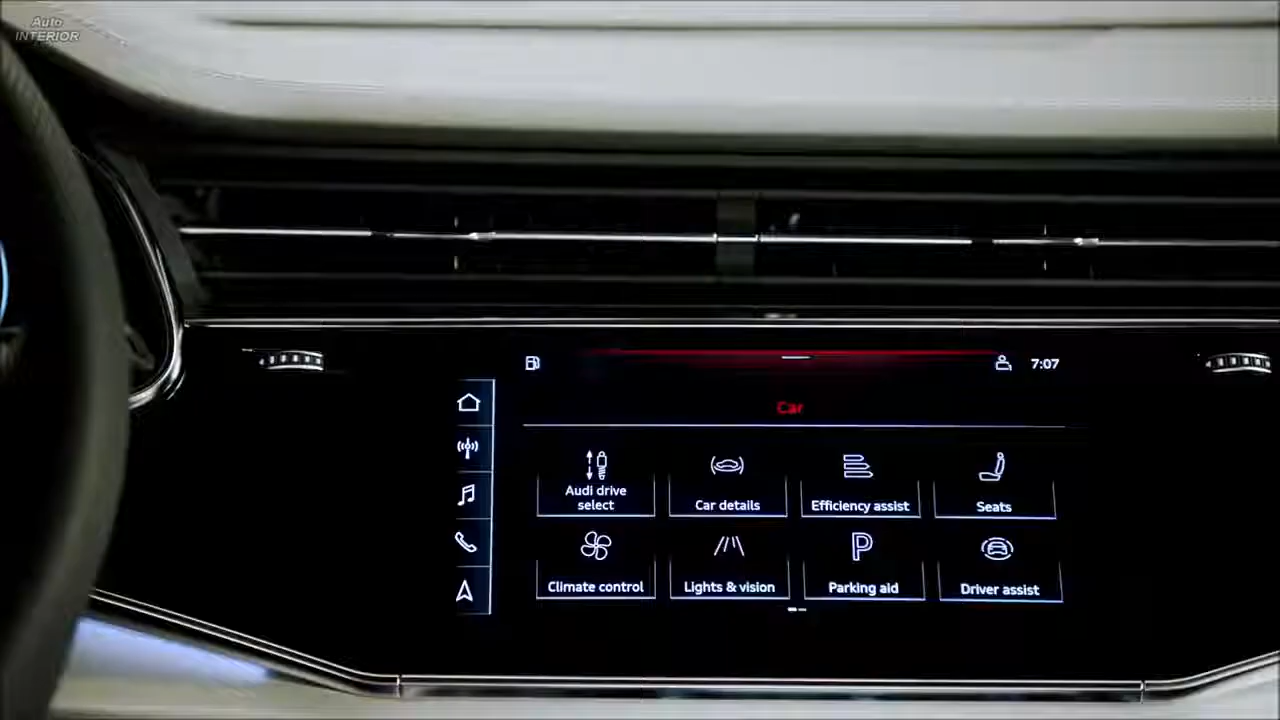 Auto
INTERIOR
7:07
Car
Audi drive
select
Car details
Efficiency assist
Seats
Climate control
Lights & vision
P
Parking aid
Driver assist